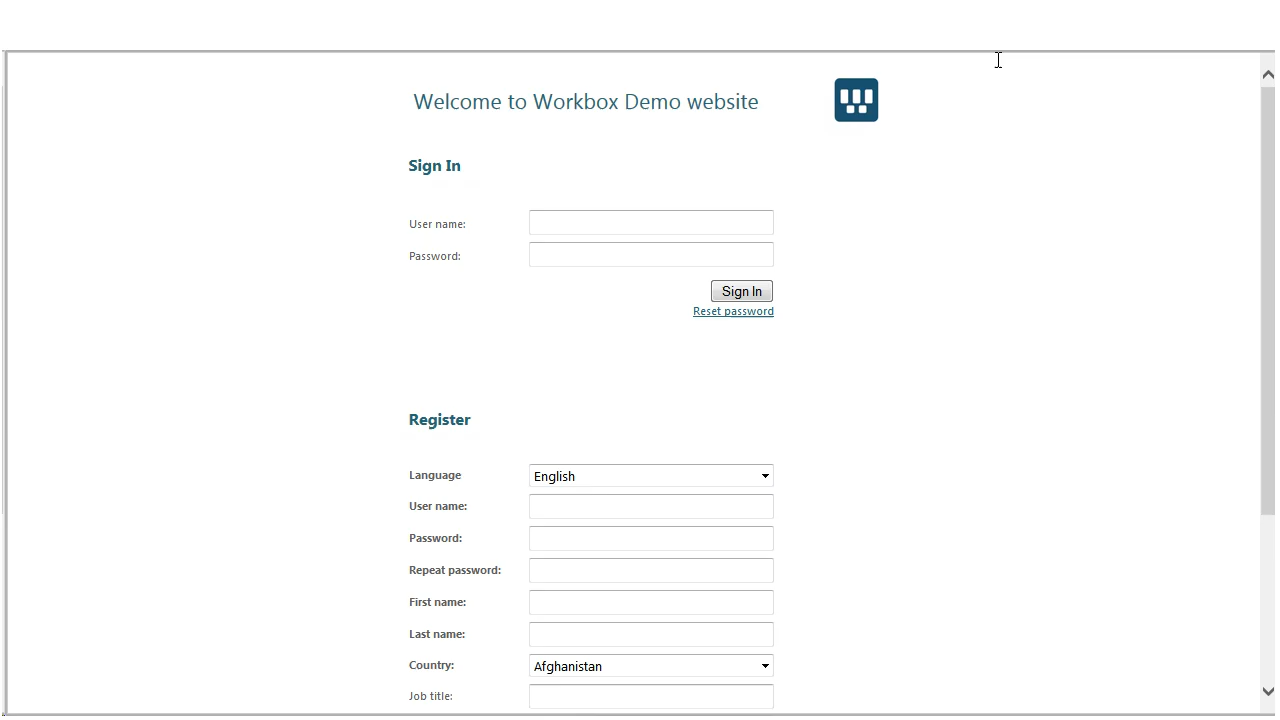 Welcome to Workbox Demo website
Sign In
User name:
Password:
Sign In
Reset password
Register
Language English
User name:
Password:
Repeat password:
First name:
Last name:
Country: Afghanistan
Job title: